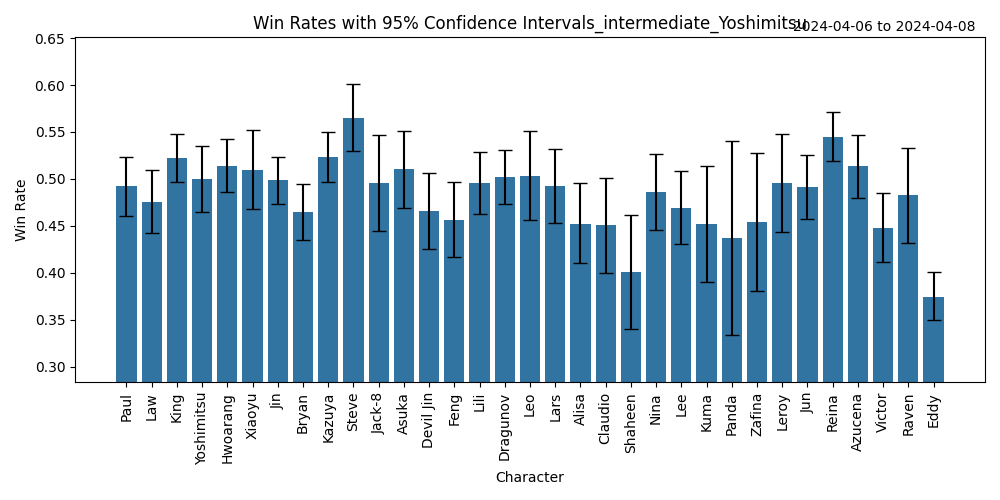 Win Rates with 95% Confidence Intervals_intermediate_Yoshimitsu
2024-04-06 to 2024-04-08
Win Rate
0.65
0.60
0.55
0.50
0.45
0.40
0.35
0.30
Paul
Law
King
Yoshimitsu
Hwoarang
Xiaoyu
Jin
Bryan
Kazuya
Steve
Jack-8
Asuka
Devil Jin
Feng
Lili
Dragunov
Leo
Lars
Alisa
Claudio
Shaheen
Nina
Lee
Kuma
Panda
Zafina
Leroy
Jun
Reina
Azucena
Victor
Raven
Eddy
Character